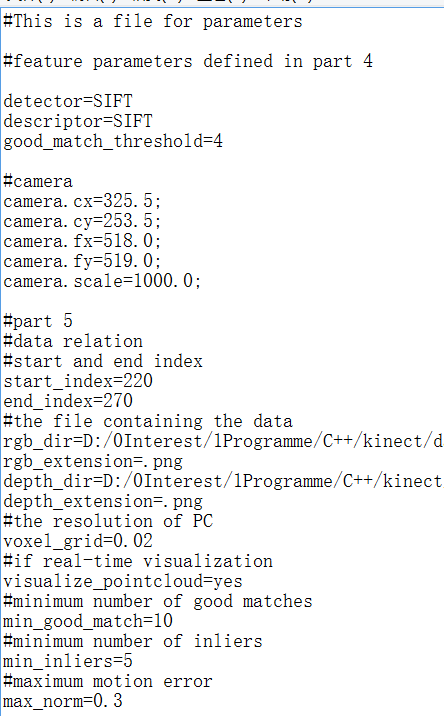 #This is a file for parameters
#feature parameters defined in part 4
detector=SIFT
descriptor=SIFT
good_match_threshold=4
#camera
camera.cx=325.5;
camera.cy=253.5;
camera.fx=518.0;
camera.fy=519.0;
camera.scale=1000.0;
#part 5
#data relation
#start and end index
start_index=220
end_index=270
#the file containing the data
rgb_dir=D:/0Interest/1Programme/C++/kinect/d
rgb_extension=.png
depth_dir=D:/0Interest/1Programme/C++/kinect
depth_extension=.png
#the resolution of PC
voxel_grid=0.02
#if real-time visualization
visualize_pointcloud=yes
#minimum number of good matches
min_good_match=10
#minimum number of inliers
min_inliers=5
#maximum motion error
max_norm=0.3